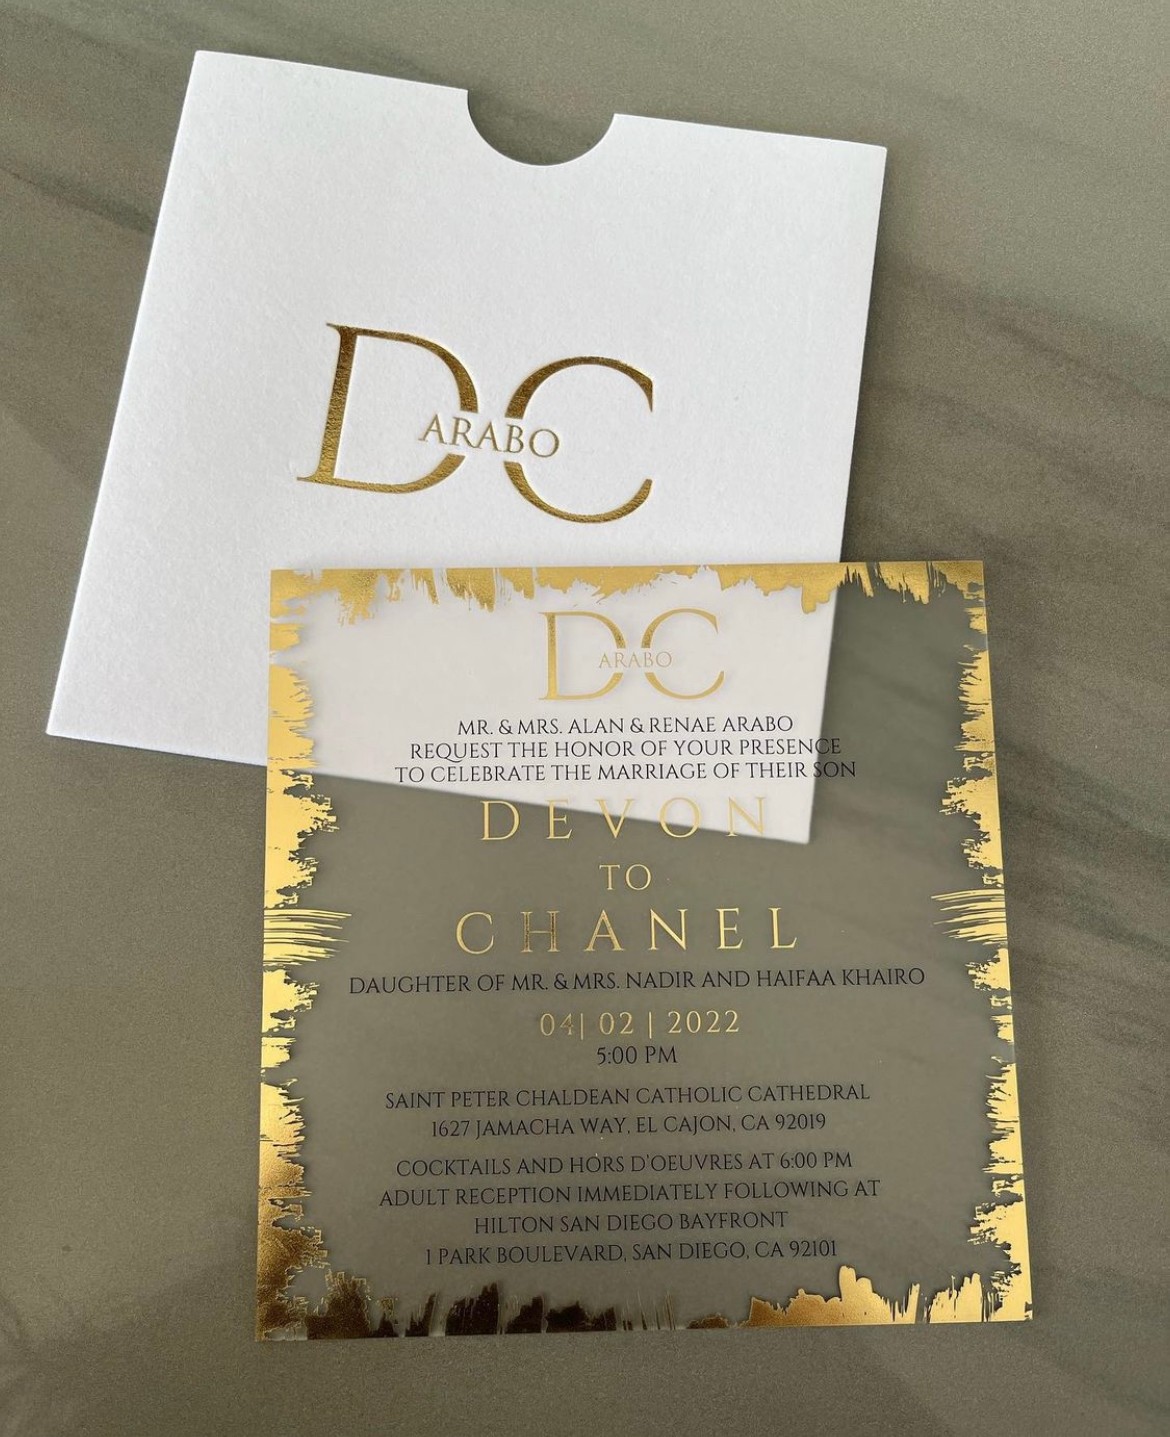 DC
ARABO
DC
ARABO
MR. & MRS. ALAN & RENAE ARABO
REQUEST THE HONOR OF YOUR PRESENCE
TO CELEBRATE THE MARRIAGE OF THEIR SON
DEVON
TO
CHANEL
DAUGHTER OF MR. & MRS. NADIR AND HAIFAA KHAIRO
04| 02 | 2022
5:00 PM
SAINT PETER CHALDEAN CATHOLIC CATHEDRAL
1627 JAMACHA WAY, EL CAJON, CA 92019
COCKTAILS AND HORS D'OEUVRES AT 6:00 PM
ADULT RECEPTION IMMEDIATELY FOLLOWING AT
HILTON SAN DIEGO BAYFRONT
1 PARK BOULEVARD, SAN DIEGO, CA 92101